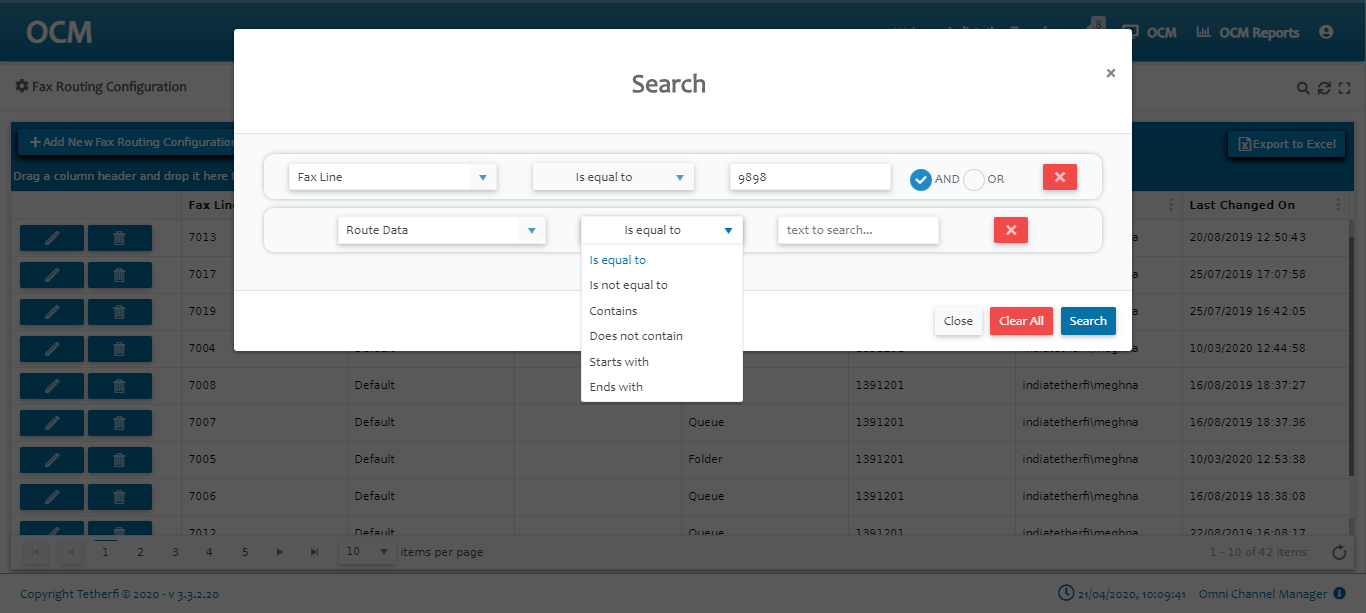 OCM
8
OCM
OCM Reports
Fax Routing Configuration
Search
×
+ Add New Fax Routing Configuration
Export to Excel
Drag a column header and drop it here
Fax Line Is equal to 9898 AND OR
Fax Lin Last Changed On
Route Data Is equal to text to search...
7013 a 20/08/2019 12:50:43
Is equal to
7017 a 25/07/2019 17:07:58
Is not equal to
Contains
7019 a 25/07/2019 16:42:05
Close Clear All Search
Does not contain
7004 Default 1391201 indiatetherfi\meghna 10/03/2020 12:44:58
Starts with
7008 Default 1391201 indiatetherfi\meghna 16/08/2019 18:37:27
Ends with
7007 Default Queue 1391201 indiatetherfi\meghna 16/08/2019 18:37:36
7005 Default Folder 1391201 indiatetherfi\meghna 10/03/2020 12:53:38
7006 Default Queue 1391201 indiatetherfi\meghna 16/08/2019 18:38:08
7012 Default Queue 1391201 indiatetherfi\meghna 22/08/2019 16:08:17
1 2 3 4 5 10 items per page 1 - 10 of 42 items
Copyright Tetherfi © 2020 - v 3.3.2.20 21/04/2020, 10:09:41 Omni Channel Manager